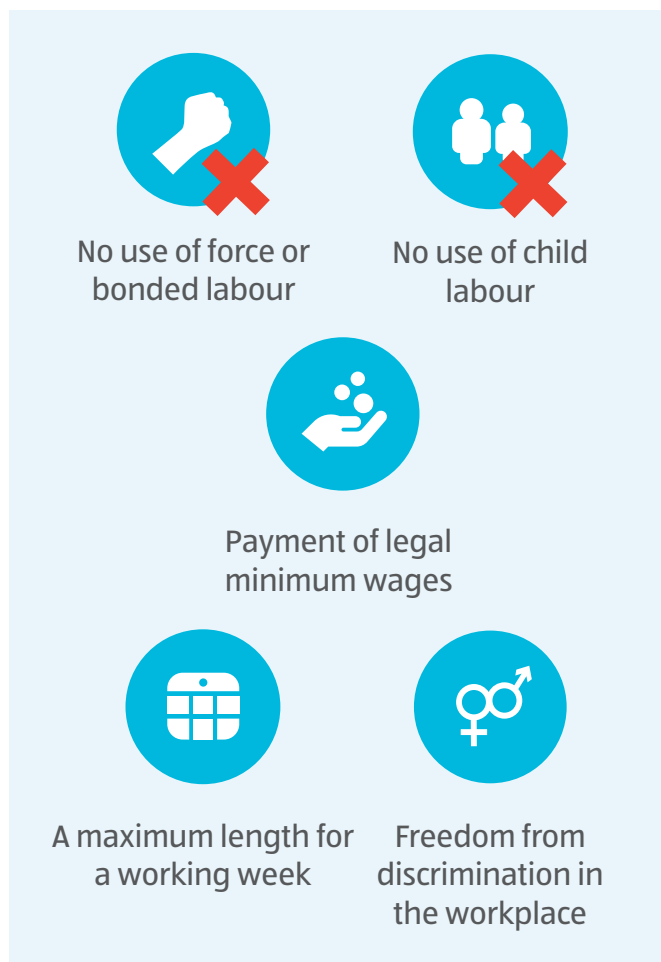 No use of force or
bonded labour
No use of child
labour
Payment of legal
minimum wages
A maximum length for
a working week
Freedom from
discrimination in
the workplace